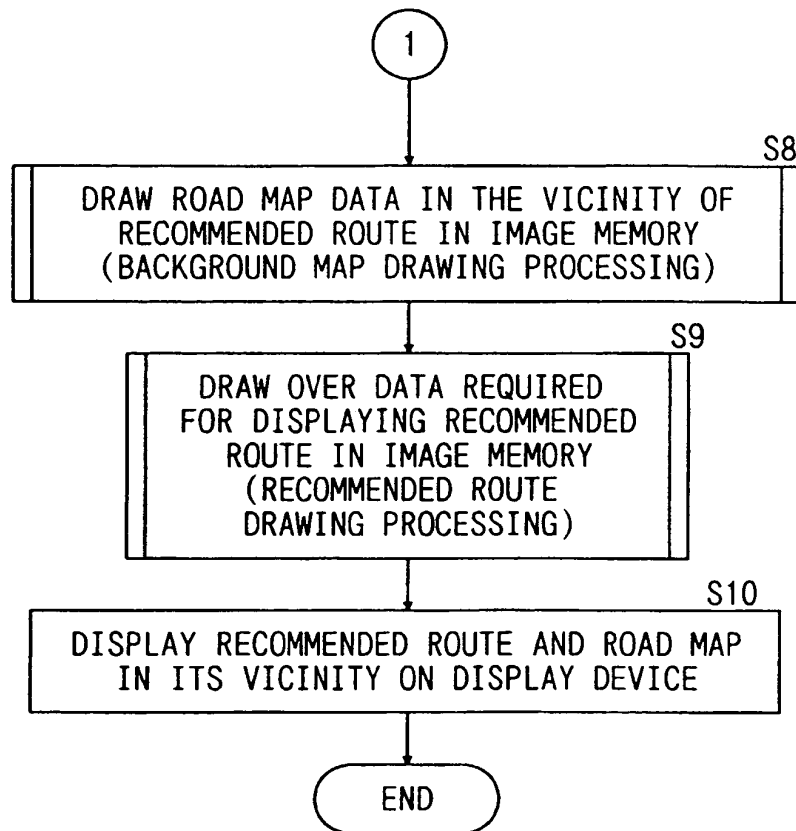 1
S8
DRAW ROAD MAP DATA IN THE VICINITY OF
RECOMMENDED ROUTE IN IMAGE MEMORY
(BACKGROUND MAP DRAWING PROCESSING)
S9
DRAW OVER DATA REQUIRED
FOR DISPLAYING RECOMMENDED
ROUTE IN IMAGE MEMORY
(RECOMMENDED ROUTE
DRAWING PROCESSING)
S10
DISPLAY RECOMMENDED ROUTE AND ROAD MAP
IN ITS VICINITY ON DISPLAY DEVICE
END